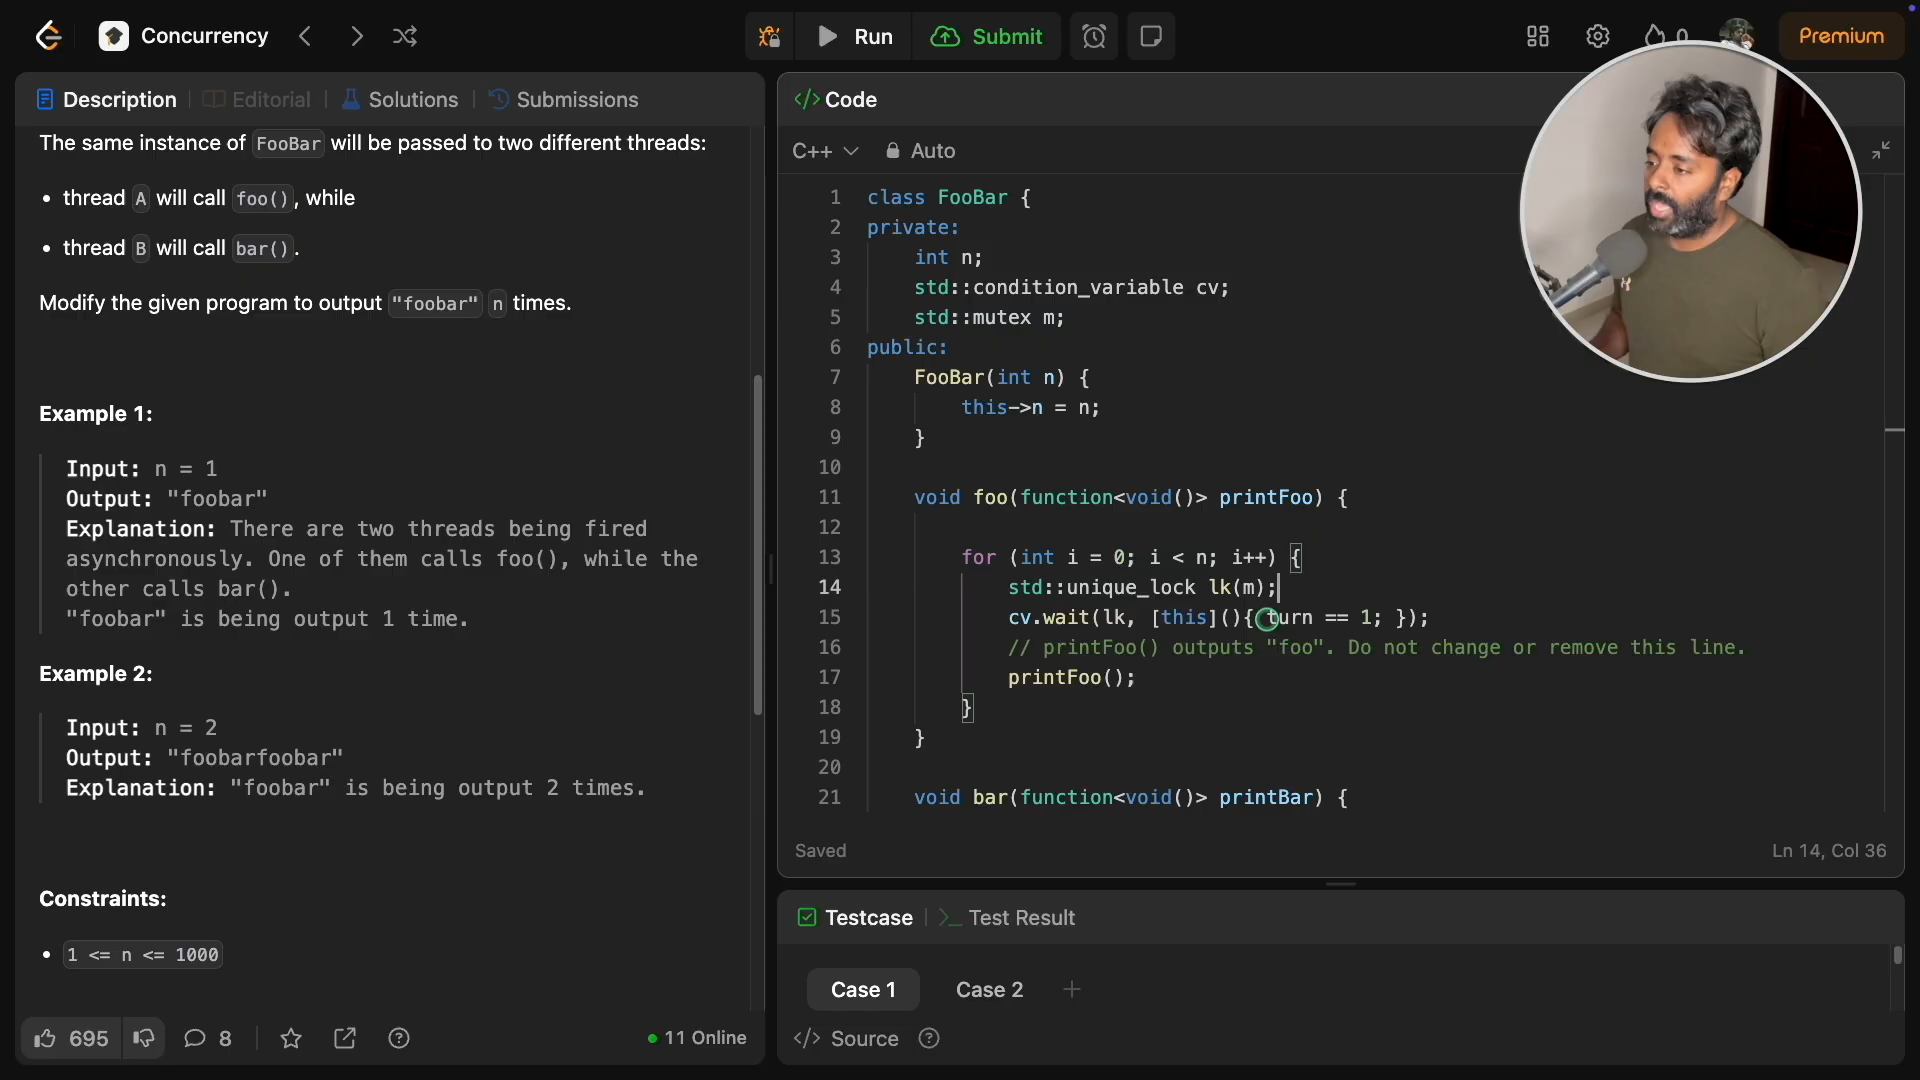 Concurrency
Run
Submit
0
Premium
Description
Editorial
Solutions
Submissions
The same instance of FooBar will be passed to two different threads:
• thread A will call foo(), while
• thread B will call bar().
Modify the given program to output "foobar" n times.
Example 1:
Input: n = 1
Output: "foobar"
Explanation: There are two threads being fired
asynchronously. One of them calls foo(), while the
other calls bar().
"foobar" is being output 1 time.
Example 2:
Input: n = 2
Output: "foobarfoobar"
Explanation: "foobar" is being output 2 times.
Constraints:
• 1 <= n <= 1000
695
8
11 Online
</> Code
C++
Auto
1 class FooBar {
2 private:
3 int n;
4 std::condition_variable cv;
5 std::mutex m;
6 public:
7 FooBar(int n) {
8 this->n = n;
9 }
10
11 void foo(function<void()> printFoo) {
12
13 for (int i = 0; i < n; i++) {
14 std::unique_lock lk(m);
15 cv.wait(lk, [this](){ turn == 1; });
16 // printFoo() outputs "foo". Do not change or remove this line.
17 printFoo();
18 }
19 }
20
21 void bar(function<void()> printBar) {
Saved
Ln 14, Col 36
Testcase
>_ Test Result
Case 1
Case 2
+
</> Source